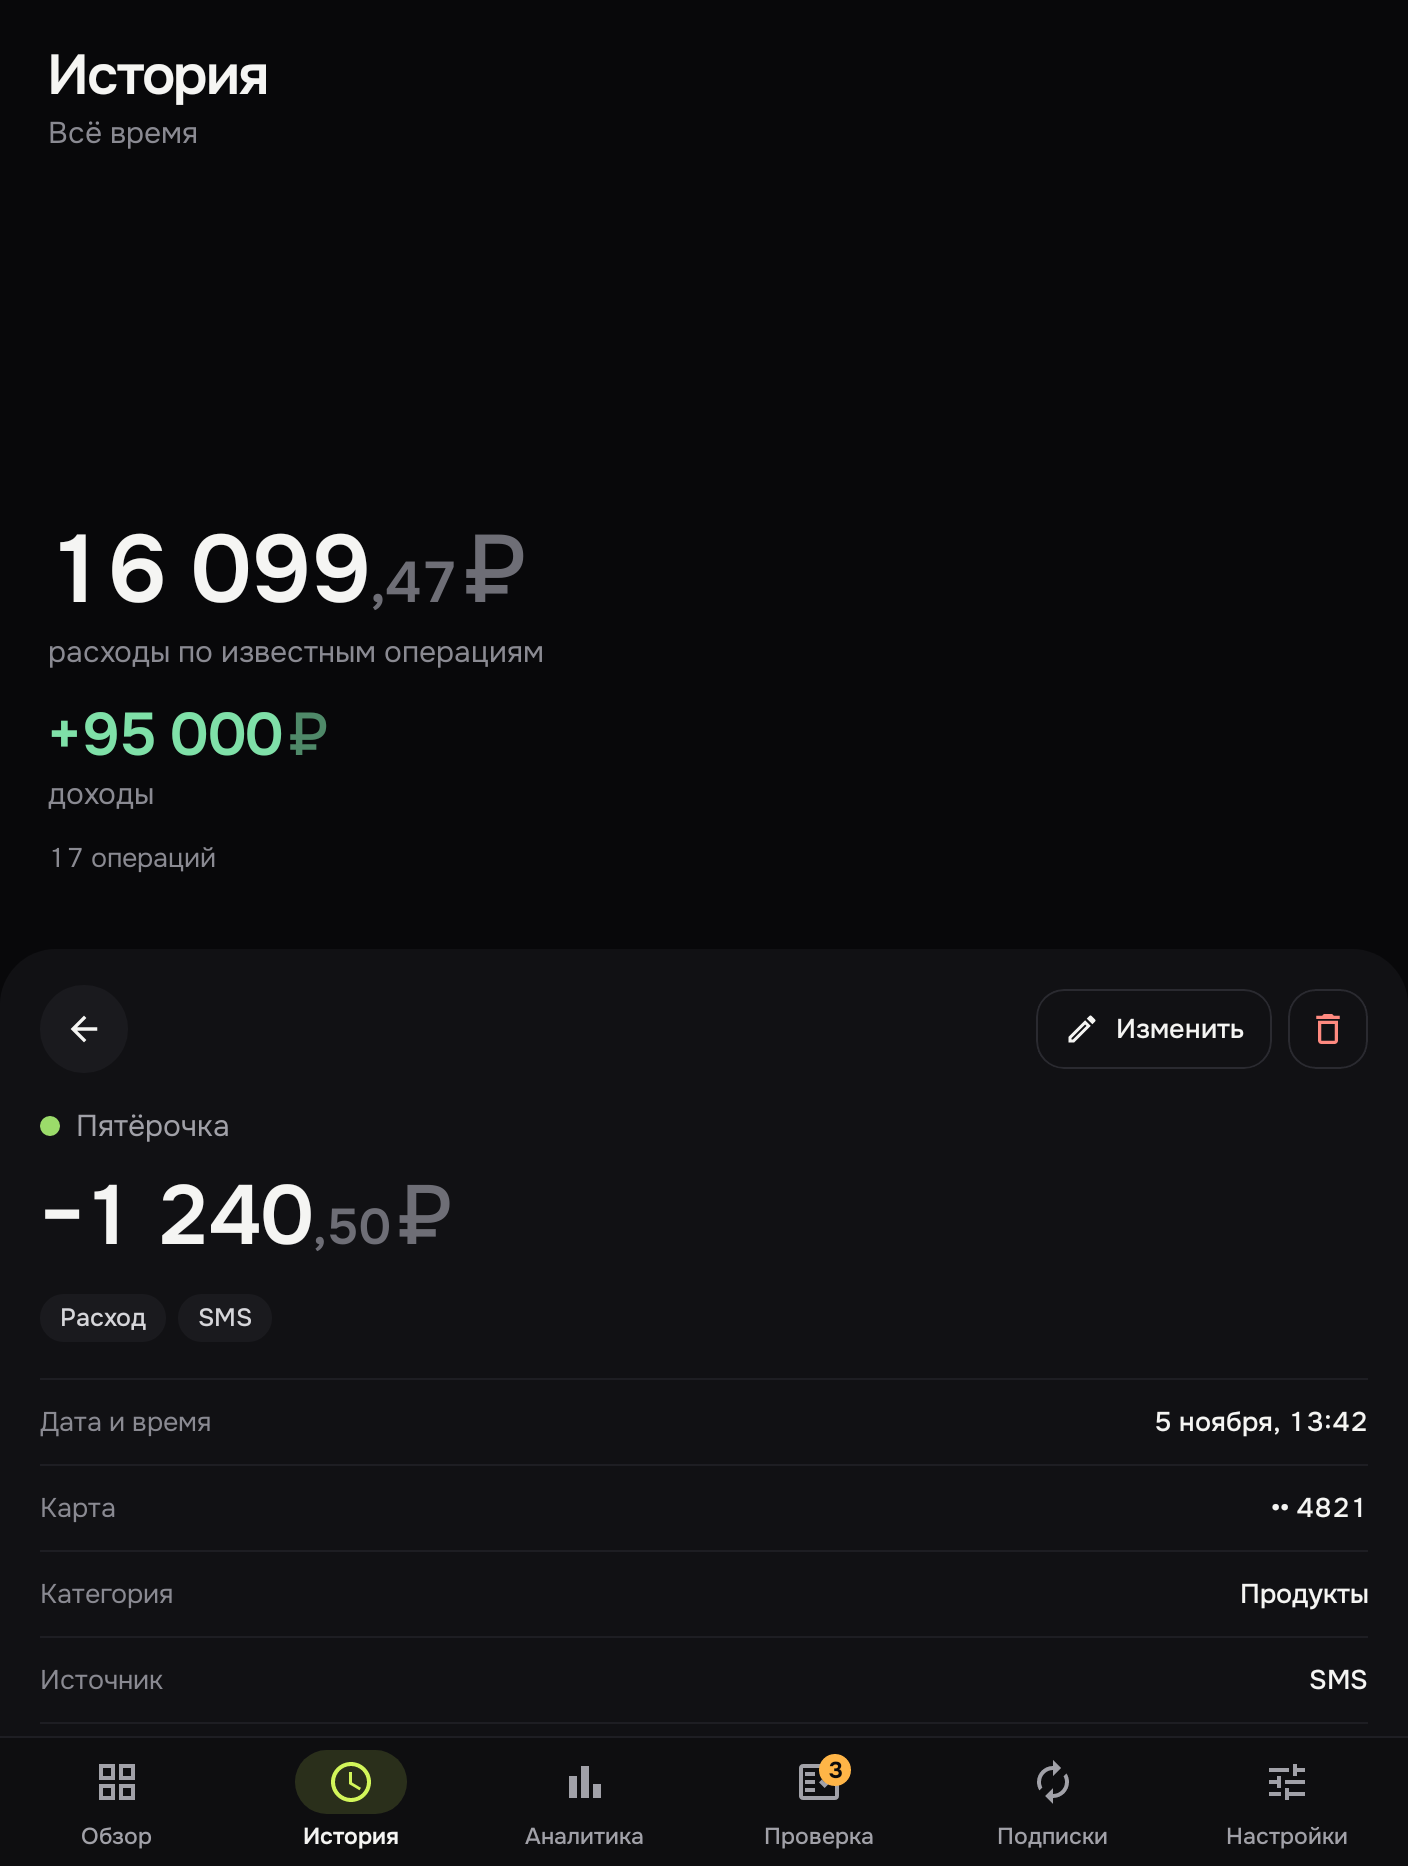 История
Всё время
16 099,47 ₽
расходы по известным операциям
+95 000 ₽
доходы
17 операций
Изменить
Пятёрочка
−1 240,50 ₽
Расход SMS
Дата и время 5 ноября, 13:42
Карта •• 4821
Категория Продукты
Источник SMS
3
Обзор История Аналитика Проверка Подписки Настройки